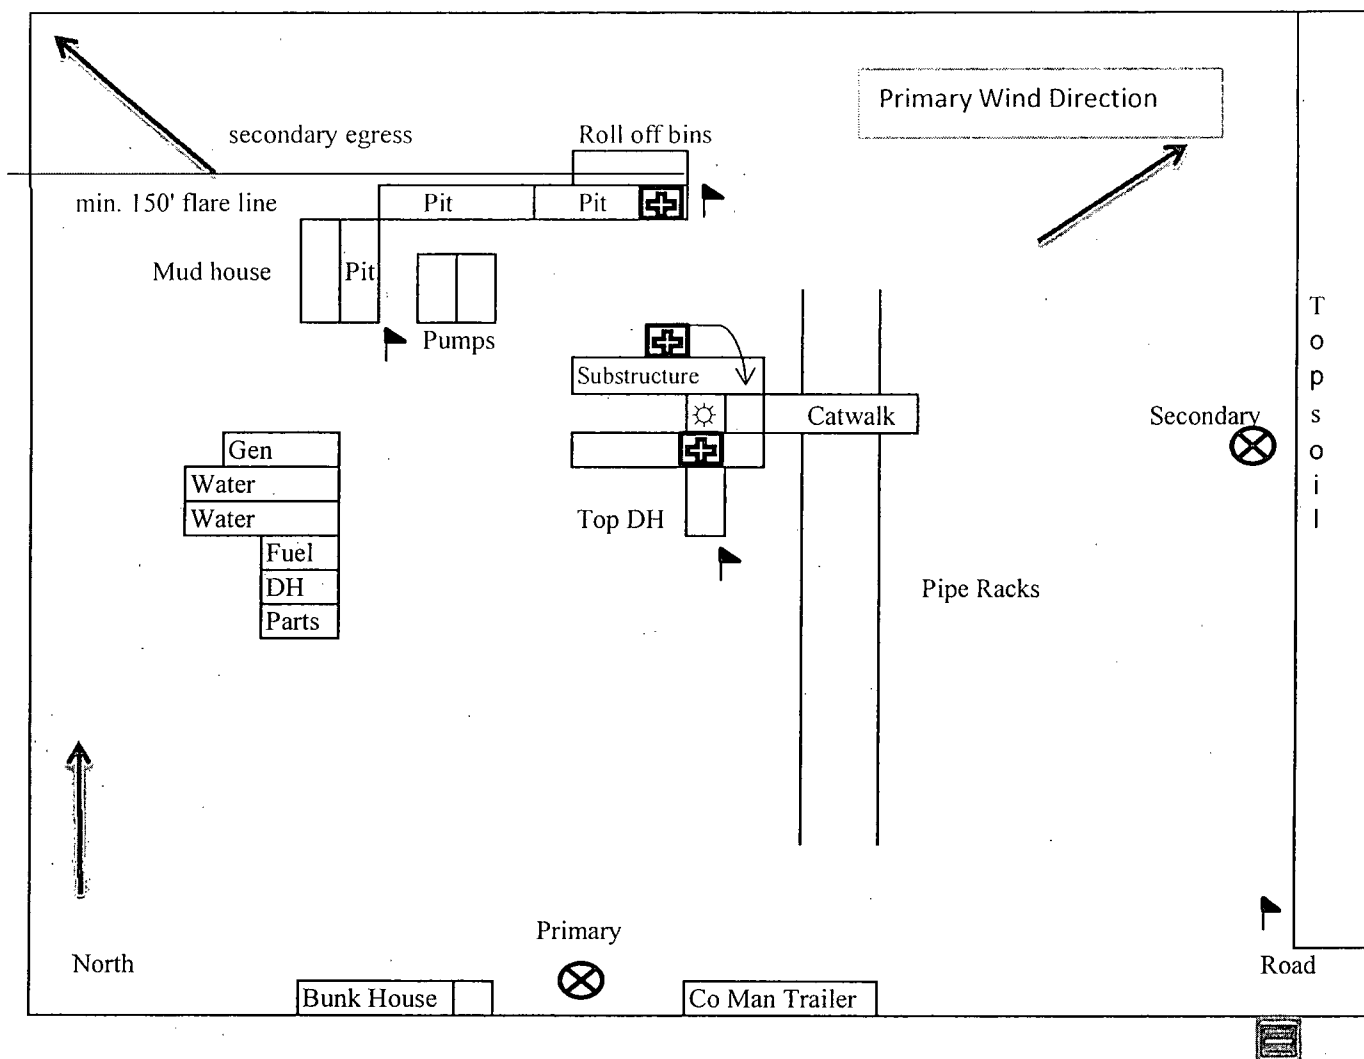 Primary Wind Direction
secondary egress
Roll off bins
min. 150' flare line
Pit
Pit
Mud house
Pit
Pumps
Substructure
Catwalk
Secondary
Topsoil
Gen
Water
Water
Top DH
Fuel
DH
Parts
Pipe Racks
Primary
North
Road
Bunk House
Co Man Trailer